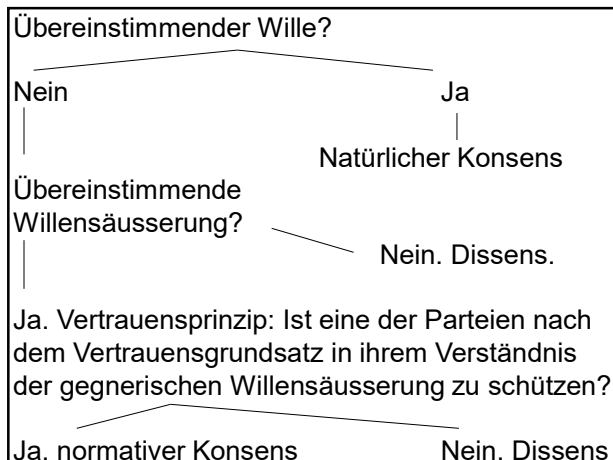 Übereinstimmender Wille?
Nein
Ja
Natürlicher Konsens
Übereinstimmende
Willensäusserung?
Nein. Dissens.
Ja. Vertrauensprinzip: Ist eine der Parteien nach
dem Vertrauensgrundsatz in ihrem Verständnis
der gegnerischen Willensäusserung zu schützen?
Ja. normativer Konsens
Nein. Dissens